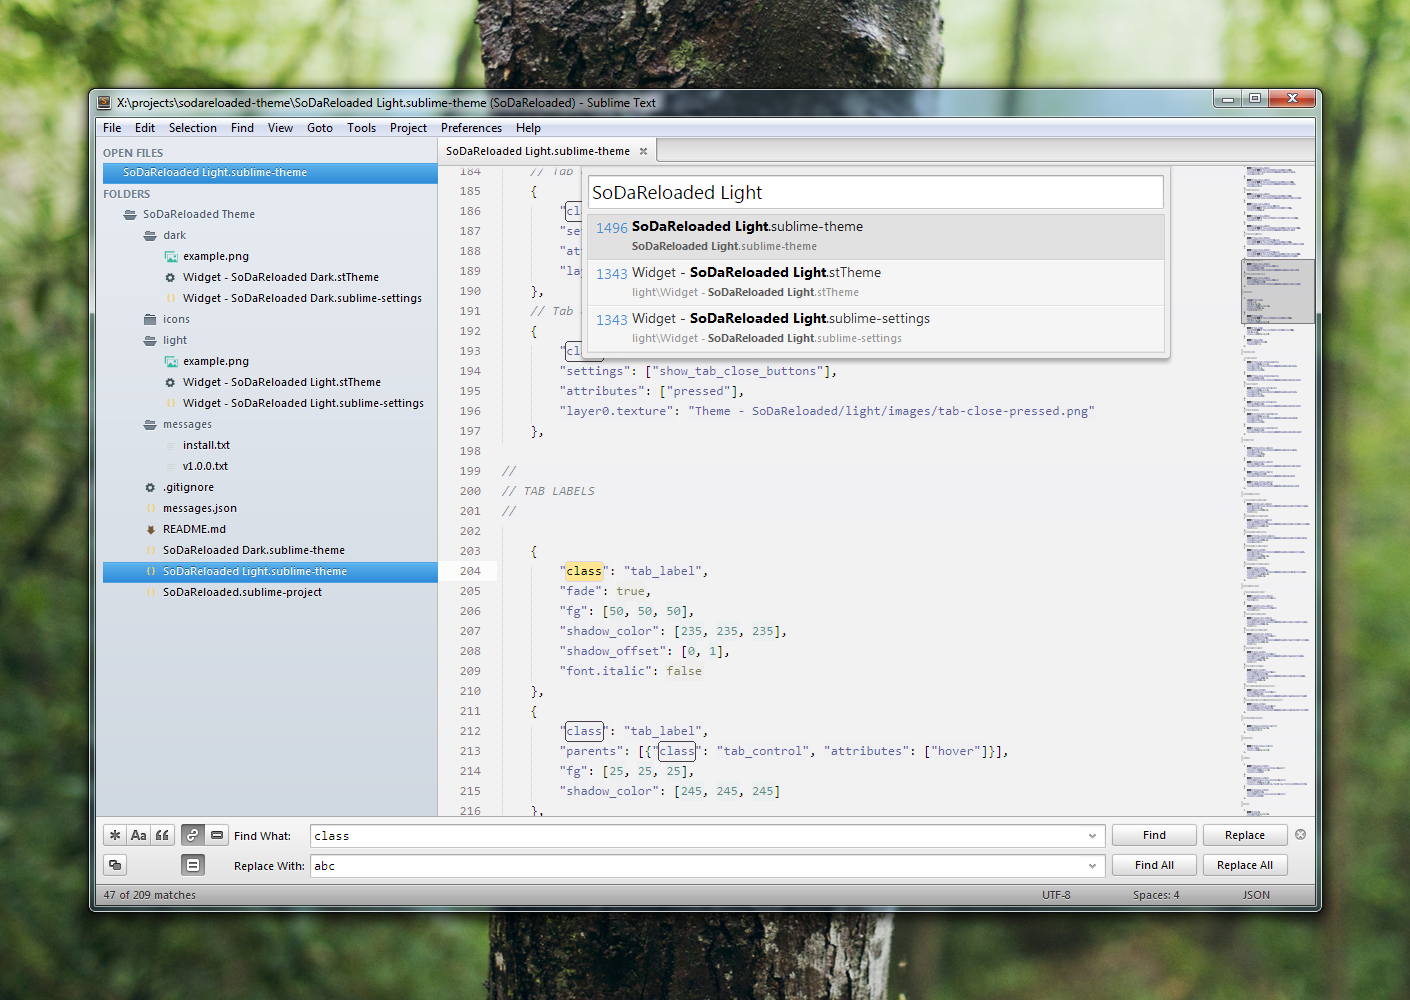 X:\projects\sodareloaded-theme\SoDaReloaded Light.sublime-theme (SoDaReloaded) - Sublime Text
File Edit Selection Find View Goto Tools Project Preferences Help
OPEN FILES
SoDaReloaded Light.sublime-theme
FOLDERS
SoDaReloaded Theme
dark
example.png
Widget - SoDaReloaded Dark.stTheme
Widget - SoDaReloaded Dark.sublime-settings
icons
light
example.png
Widget - SoDaReloaded Light.stTheme
Widget - SoDaReloaded Light.sublime-settings
messages
install.txt
v1.0.0.txt
.gitignore
messages.json
README.md
SoDaReloaded Dark.sublime-theme
SoDaReloaded Light.sublime-theme
SoDaReloaded.sublime-project
SoDaReloaded Light.sublime-theme
SoDaReloaded Light
1496 SoDaReloaded Light.sublime-theme
SoDaReloaded Light.sublime-theme
1343 Widget - SoDaReloaded Light.stTheme
light\Widget - SoDaReloaded Light.stTheme
1343 Widget - SoDaReloaded Light.sublime-settings
light\Widget - SoDaReloaded Light.sublime-settings
184 // Tab
185 {
186 "cl
187 "se
188 "at
189 "la
190 },
191 // Tab
192 {
193 "cl
194 "settings": ["show_tab_close_buttons"],
195 "attributes": ["pressed"],
196 "layer0.texture": "Theme - SoDaReloaded/light/images/tab-close-pressed.png"
197 },
198
199 //
200 // TAB LABELS
201 //
202
203 {
204 "class": "tab_label",
205 "fade": true,
206 "fg": [50, 50, 50],
207 "shadow_color": [235, 235, 235],
208 "shadow_offset": [0, 1],
209 "font.italic": false
210 },
211 {
212 "class": "tab_label",
213 "parents": [{"class": "tab_control", "attributes": ["hover"]}],
214 "fg": [25, 25, 25],
215 "shadow_color": [245, 245, 245]
216 },
Aa Find What: class Find Replace
Replace With: abc Find All Replace All
47 of 209 matches UTF-8 Spaces: 4 JSON